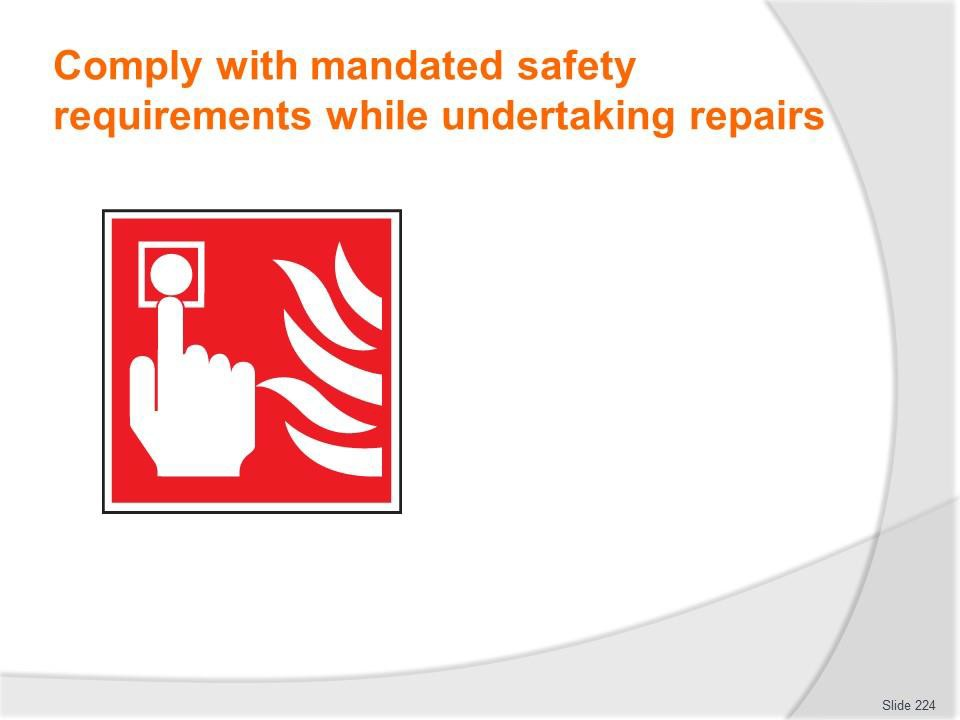 Comply with mandated safety
requirements while undertaking repairs
Slide 224